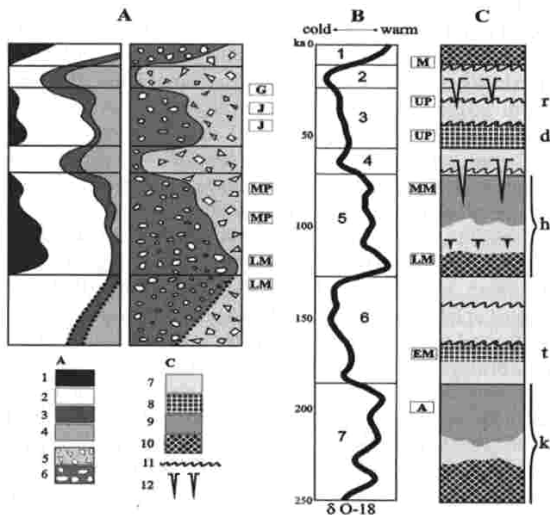 A B C
cold warm
ka 0
1
M
2
G
J
UP
r
3
J
50
UP
d
4
MP
MM
MP
100
5
h
LM
LM
LM
6
150
EM
t
200
A
7
k
250
δ O-18
A C
1 7
2 8
3 9
4 10
5 11
6 12